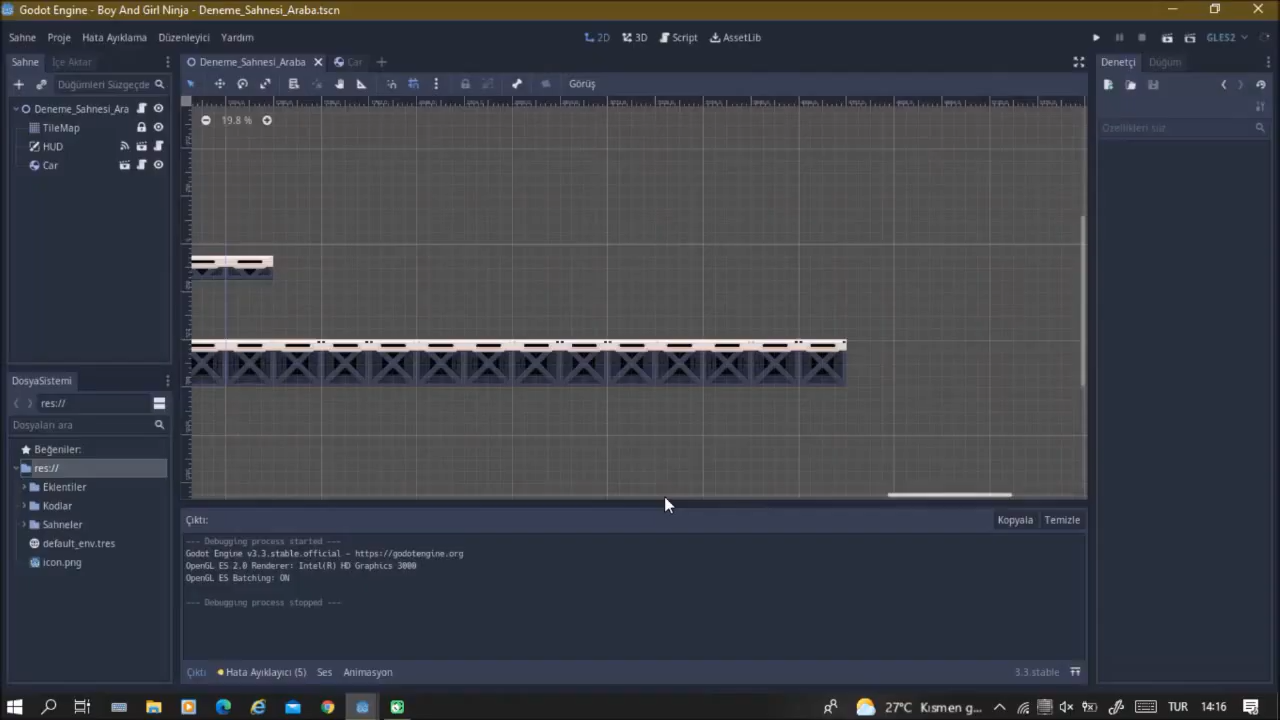 Godot Engine - Boy And Girl Ninja - Deneme_Sahnesi_Araba.tscn
Sahne Proje Hata Ayıklama Düzenleyici Yardım
2D 3D Script AssetLib
GLES2
Sahne İçe Aktar
Deneme_Sahnesi_Araba Car
Denetçi Düğüm
Düğümleri Süzgeçde
Görüş
Deneme_Sahnesi_Ara
TileMap
HUD
Car
19.8 %
Özellikleri süz
DosyaSistemi
res://
Dosyaları ara
Beğeniler:
res://
Eklentiler
Kodlar
Sahneler
default_env.tres
icon.png
Çıktı:
Kopyala Temizle
--- Debugging process started ---
Godot Engine v3.3.stable.official - https://godotengine.org
OpenGL ES 2.0 Renderer: Intel(R) HD Graphics 3000
OpenGL ES Batching: ON
--- Debugging process stopped ---
Çıktı Hata Ayıklayıcı (5) Ses Animasyon
3.3.stable
27°C Kısmen g...
TUR
14:16